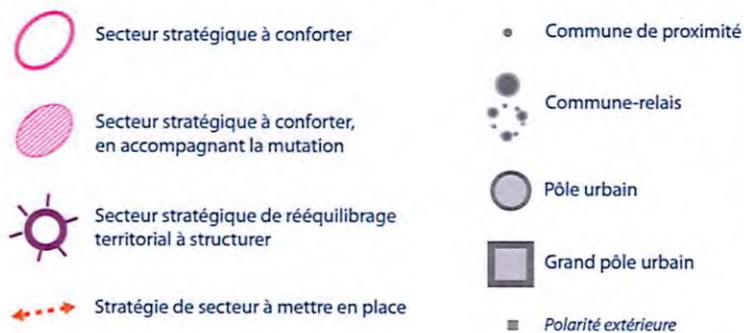 Secteur stratégique à conforter
Secteur stratégique à conforter,
en accompagnant la mutation
Secteur stratégique de rééquilibrage
territorial à structurer
Stratégie de secteur à mettre en place
Commune de proximité
Commune-relais
Pôle urbain
Grand pôle urbain
Polarité extérieure